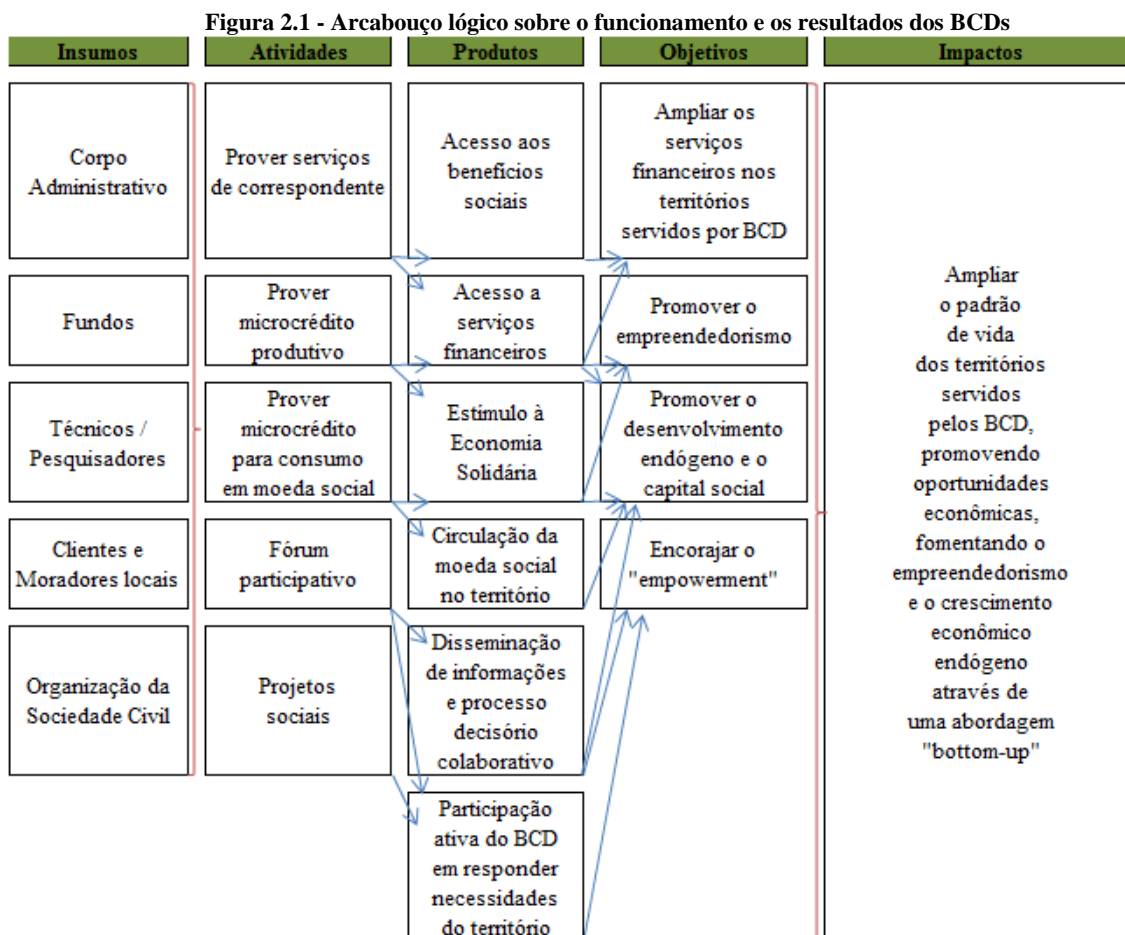 Figura 2.1 - Arcabouço lógico sobre o funcionamento e os resultados dos BCDs
Insumos
Atividades
Produtos
Objetivos
Impactos
Corpo
Administrativo
Fundos
Técnicos /
Pesquisadores
Clientes e
Moradores locais
Organização da
Sociedade Civil
Prover serviços
de correspondente
Prover
microcrédito
produtivo
Prover
microcrédito
para consumo
em moeda social
Fórum
participativo
Projetos
sociais
Acesso aos
benefícios
sociais
Acesso a
serviços
financeiros
Estímulo à
Economia
Solidária
Circulação da
moeda social
no território
Disseminação
de informações
e processo
decisório
colaborativo
Participação
ativa do BCD
em responder
necessidades
do território
Ampliar os
serviços
financeiros nos
territórios
servidos por BCD
Promover o
empreendedorismo
Promover o
desenvolvimento
endógeno e o
capital social
Encorajar o
"empowerment"
Ampliar
o padrão
de vida
dos territórios
servidos
pelos BCD,
promovendo
oportunidades
econômicas,
fomentando o
empreendedorismo
e o crescimento
econômico
endógeno
através de
uma abordagem
"bottom-up"